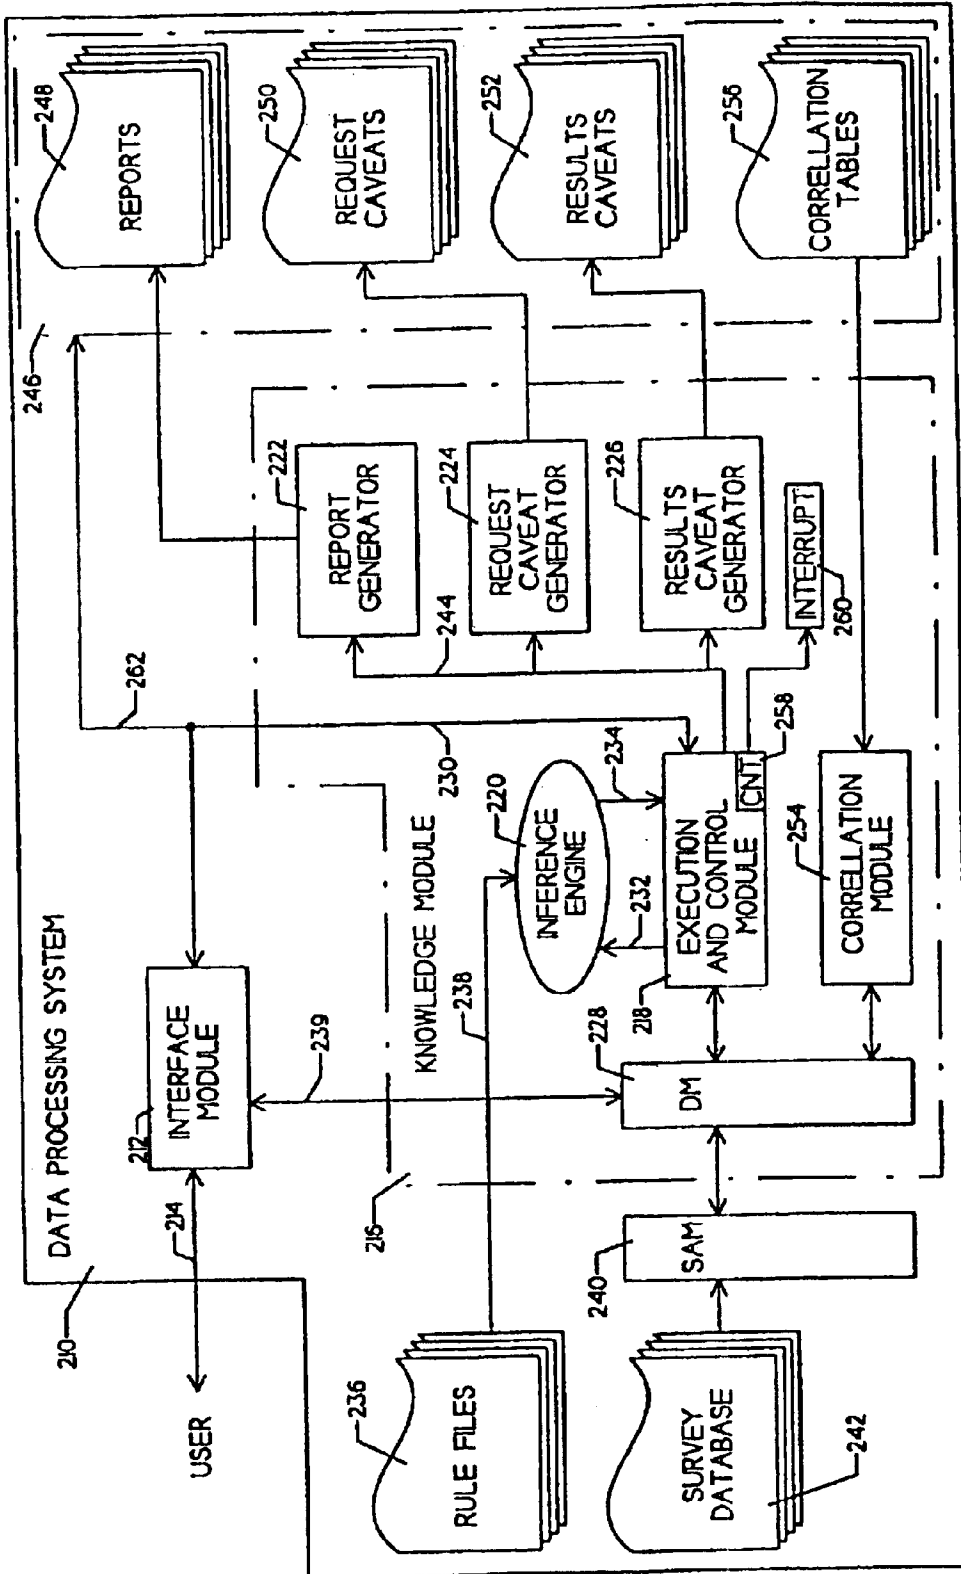 DATA PROCESSING SYSTEM
210
USER
214
212
INTERFACE
MODULE
239
262
246
248
REPORTS
250
REQUEST
CAVEATS
252
RESULTS
CAVEATS
256
CORRELLATION
TABLES
216
KNOWLEDGE MODULE
230
222
REPORT
GENERATOR
224
REQUEST
CAVEAT
GENERATOR
226
RESULTS
CAVEAT
GENERATOR
244
INTERRUPT
260
236
RULE FILES
238
220
INFERENCE
ENGINE
232
234
218
EXECUTION
AND CONTROL
MODULE
CNT
258
254
CORRELLATION
MODULE
228
DM
240
SAM
SURVEY
DATABASE
242